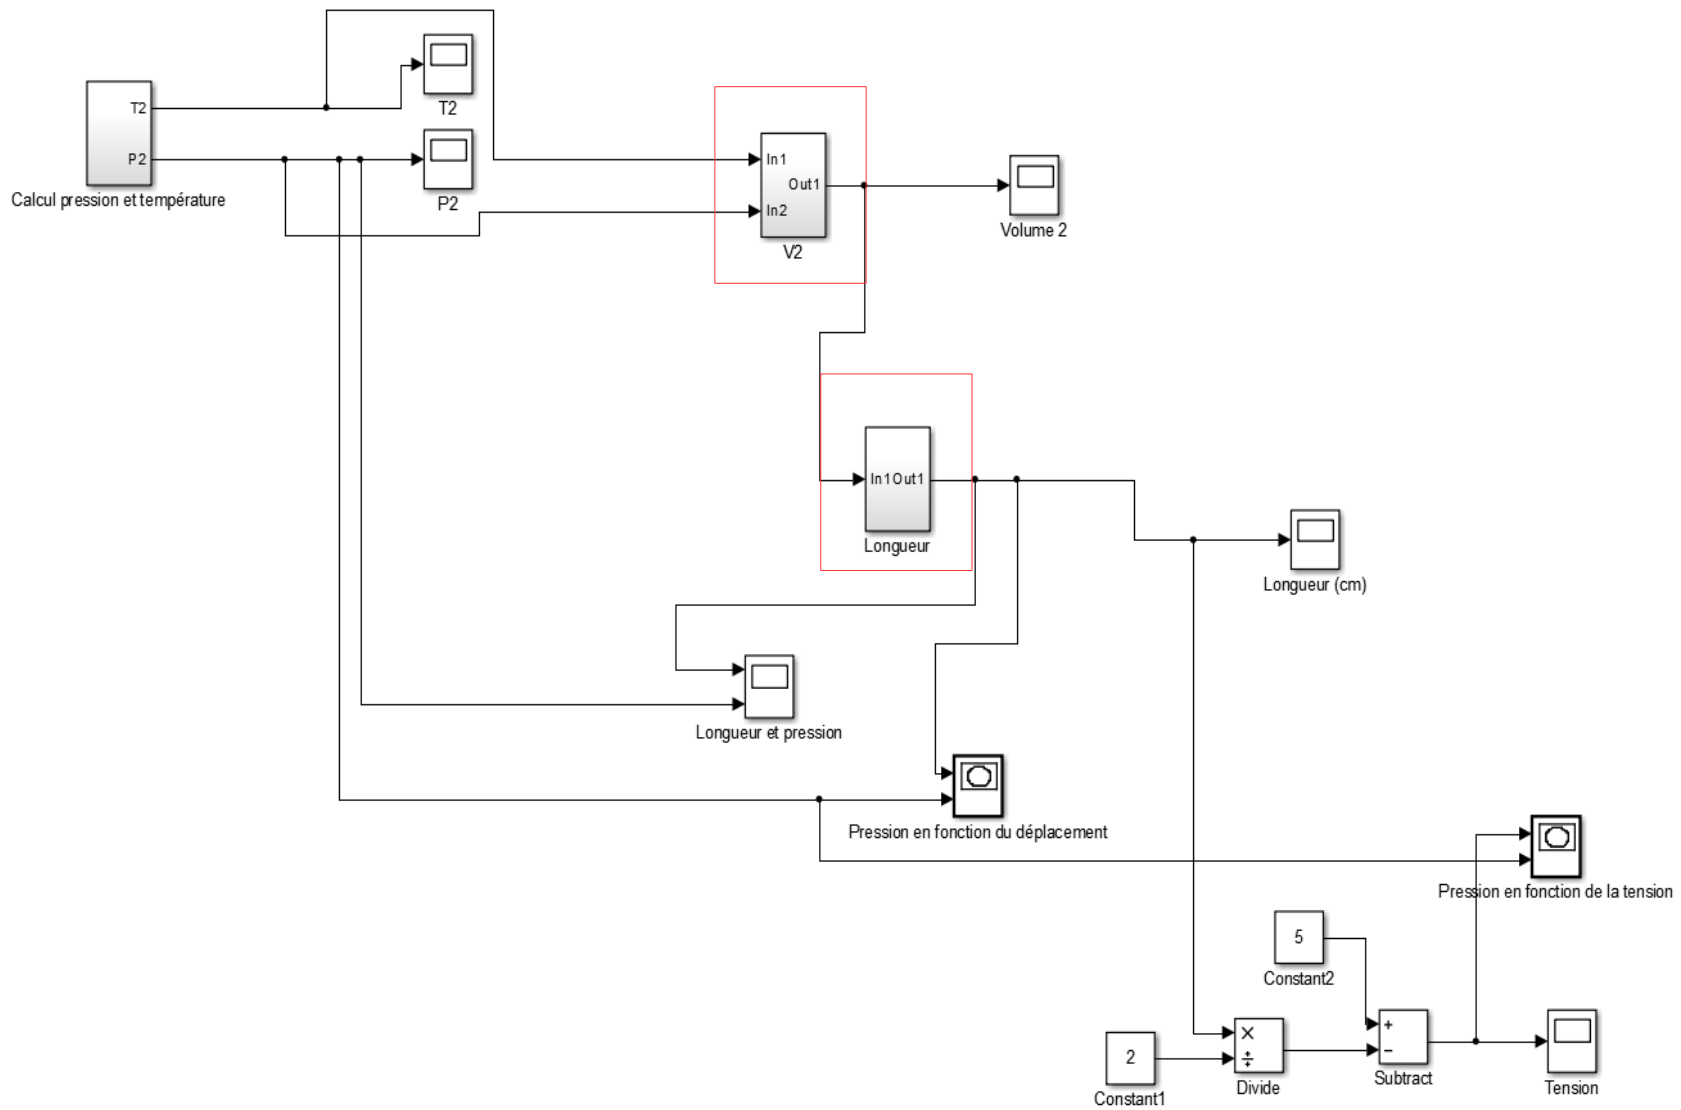 T2
P2
Calcul pression et température
T2
P2
In1
Out1
In2
V2
Volume 2
In1 Out1
Longueur
Longueur (cm)
Longueur et pression
Pression en fonction du déplacement
Pression en fonction de la tension
5
Constant2
2
Constant1
×
÷
Divide
+
−
Subtract
Tension